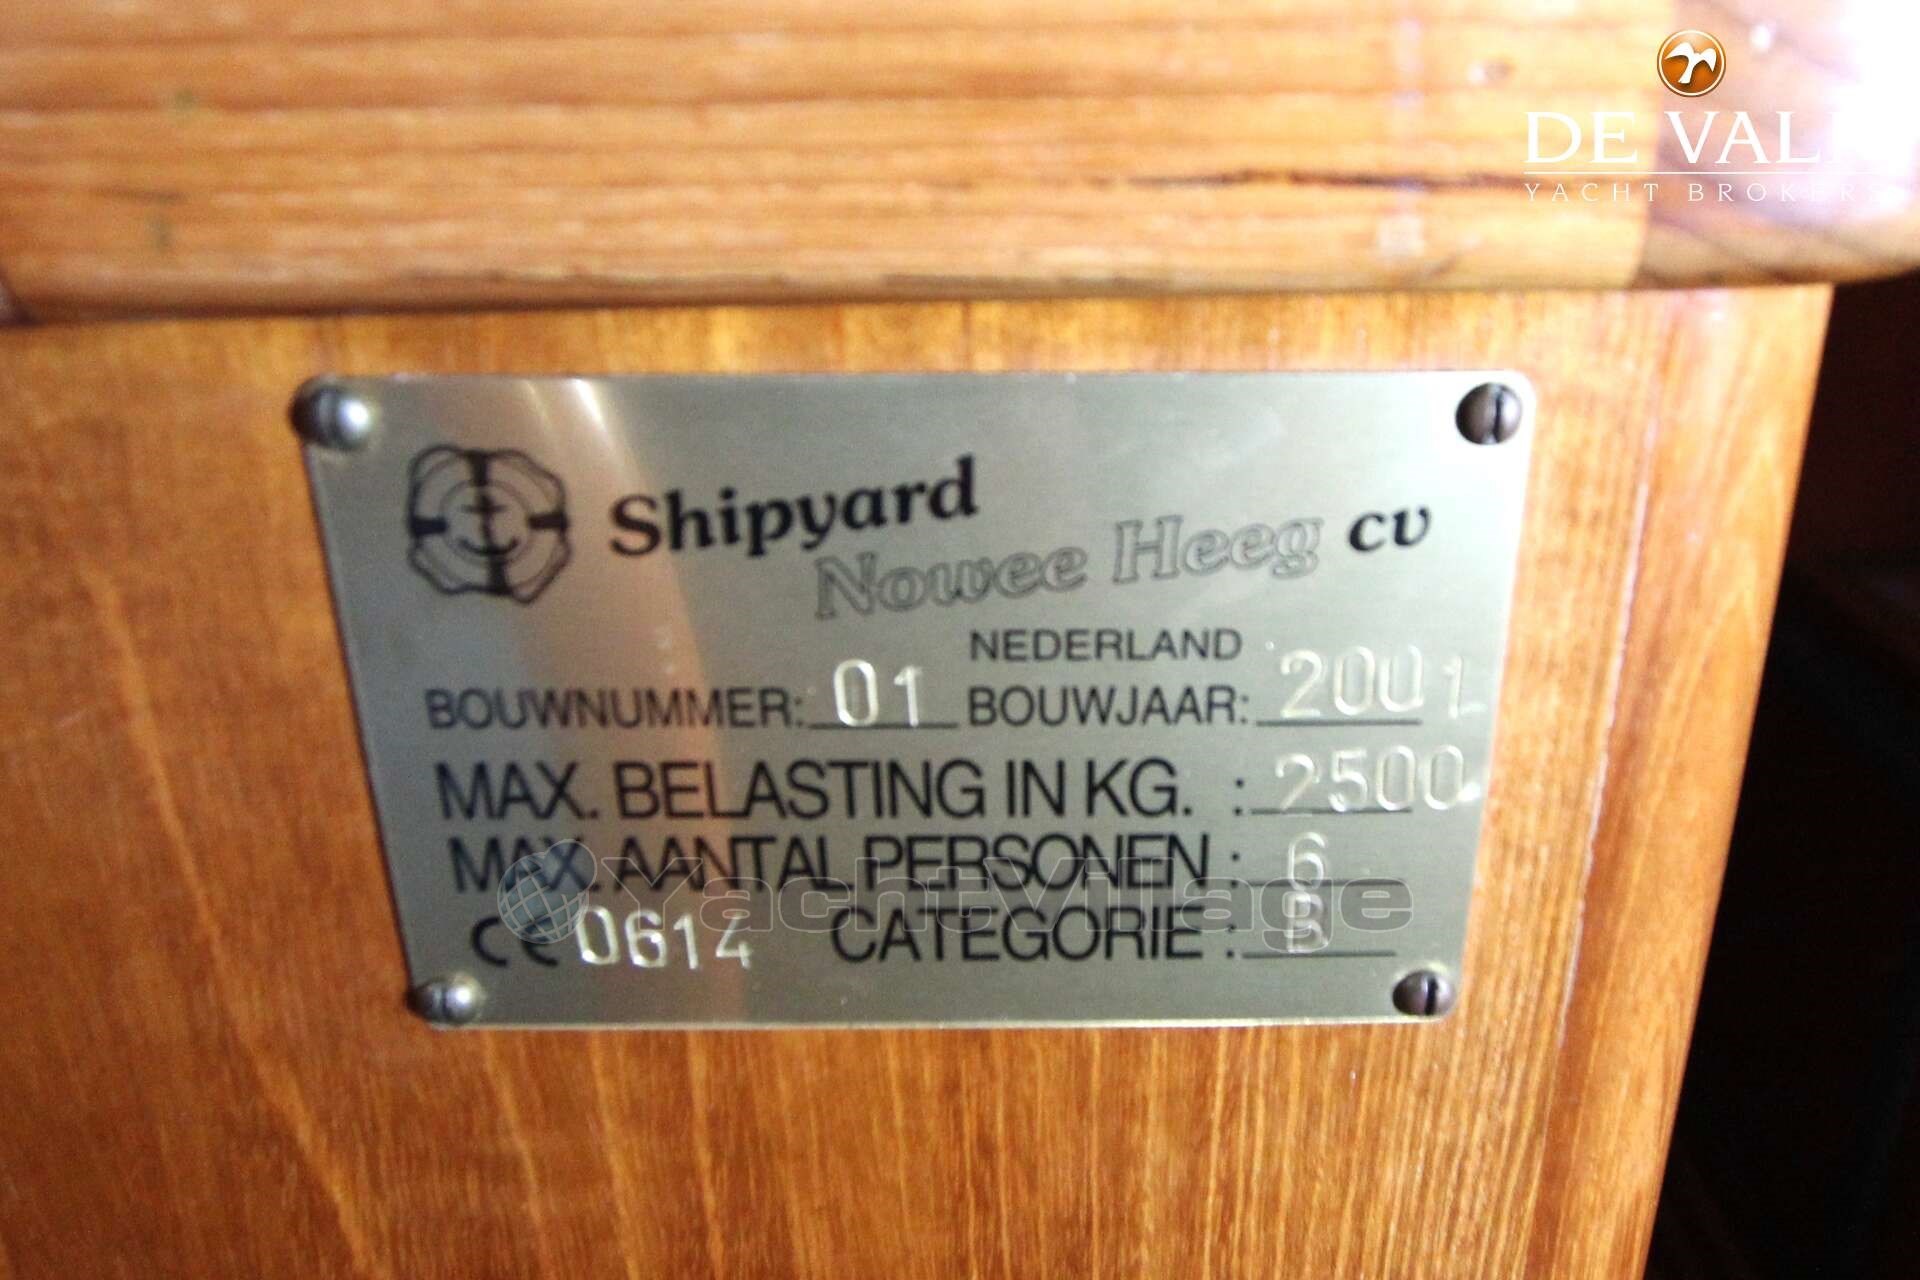 DE VAL
YACHT BROKERS
Shipyard
Nowee Heeg cv
NEDERLAND
BOUWNUMMER: 01 BOUWJAAR: 2001
MAX. BELASTING IN KG. : 2500
MAX. AANTAL PERSONEN : 6
CE 0614 CATEGORIE : B
YachtVillage